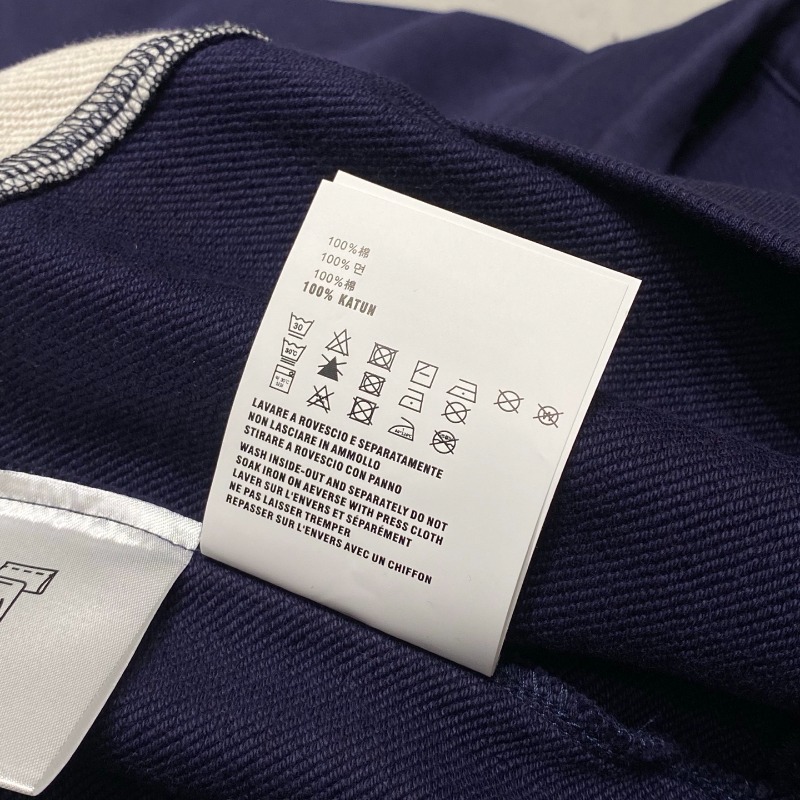 100%棉
100% 면
100%棉
100% KATUN
30
30℃
LAVARE A ROVESCIO E SEPARATAMENTE
NON LASCIARE IN AMMOLLO
STIRARE A ROVESCIO CON PANNO
WASH INSIDE-OUT AND SEPARATELY DO NOT
SOAK IRON ON AEVERSE WITH PRESS CLOTH
LAVER SUR L'ENVERS ET SÉPARÉMENT
NE PAS LAISSER TREMPER
REPASSER SUR L'ENVERS AVEC UN CHIFFON